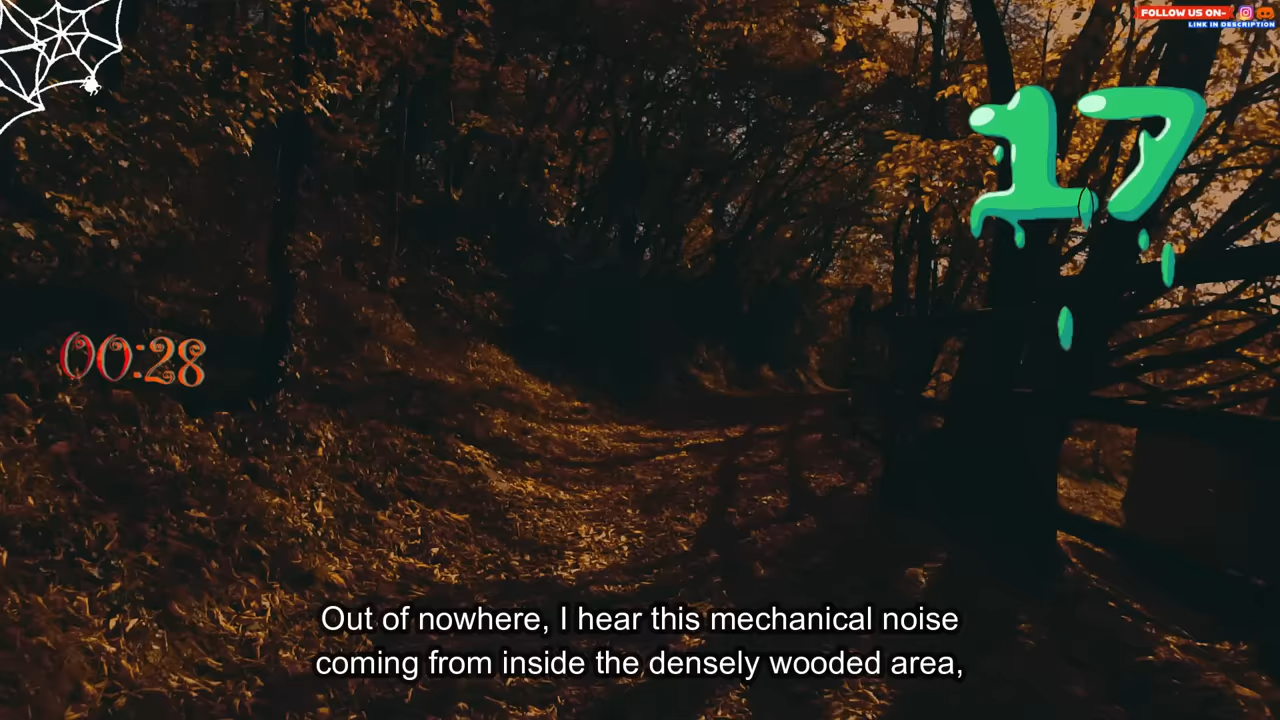 FOLLOW US ON-
LINK IN DESCRIPTION
17
00:28
Out of nowhere, I hear this mechanical noise
coming from inside the densely wooded area,